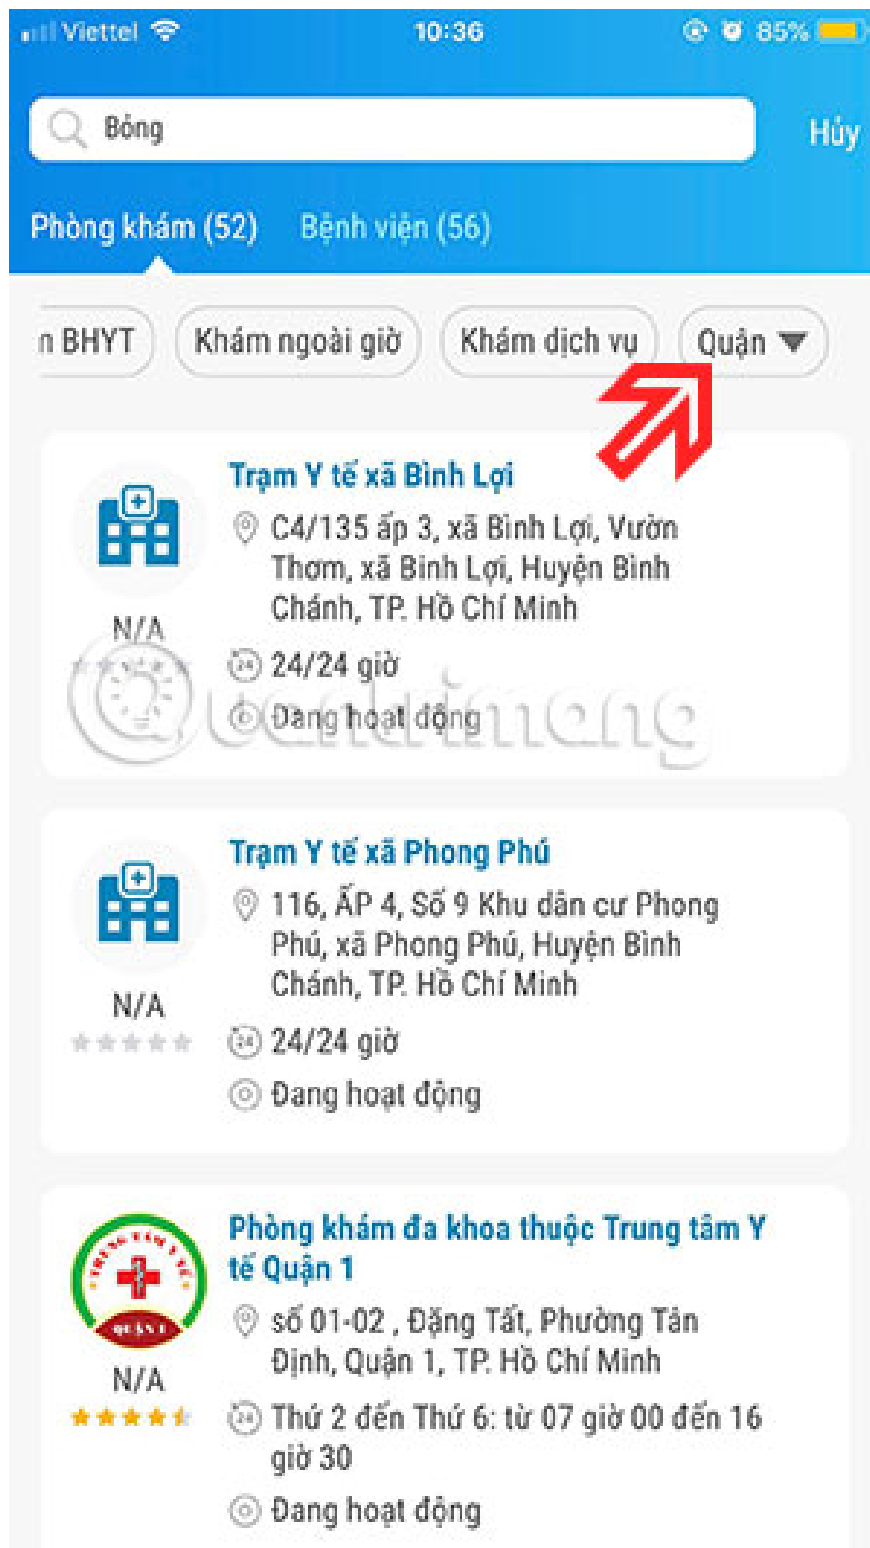 Viettel 10:36 85%
Bỏng Hủy
Phòng khám (52) Bệnh viện (56)
n BHYT Khám ngoài giờ Khám dịch vụ Quận
Trạm Y tế xã Bình Lợi
C4/135 ấp 3, xã Bình Lợi, Vườn
Thơm, xã Bình Lợi, Huyện Bình
Chánh, TP. Hồ Chí Minh
N/A
24/24 giờ
Đang hoạt động
Quantrimang
Trạm Y tế xã Phong Phú
116, ẤP 4, Số 9 Khu dân cư Phong
Phú, xã Phong Phú, Huyện Bình
Chánh, TP. Hồ Chí Minh
N/A
24/24 giờ
Đang hoạt động
Phòng khám đa khoa thuộc Trung tâm Y
tế Quận 1
TRUNG TÂM Y TẾ
QUẬN 1
số 01-02 , Đặng Tất, Phường Tân
Định, Quận 1, TP. Hồ Chí Minh
N/A
Thứ 2 đến Thứ 6: từ 07 giờ 00 đến 16
giờ 30
Đang hoạt động